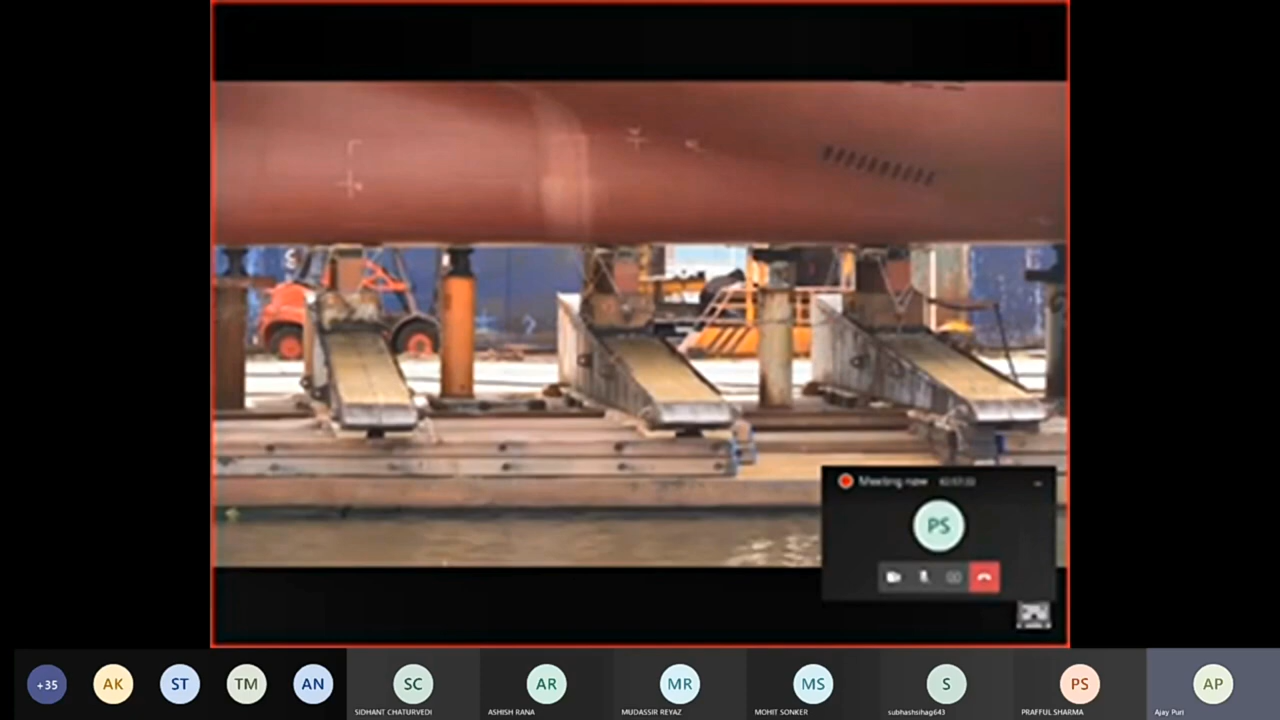 Meeting now
PS
+35
AK
ST
TM
AN
SC
AR
MR
MS
S
PS
AP
SIDHANT CHATURVEDI
ASHISH RANA
MUDASSIR REYAZ
MOHIT SONKER
subhashsihag643
PRAFFUL SHARMA
Ajay Puri